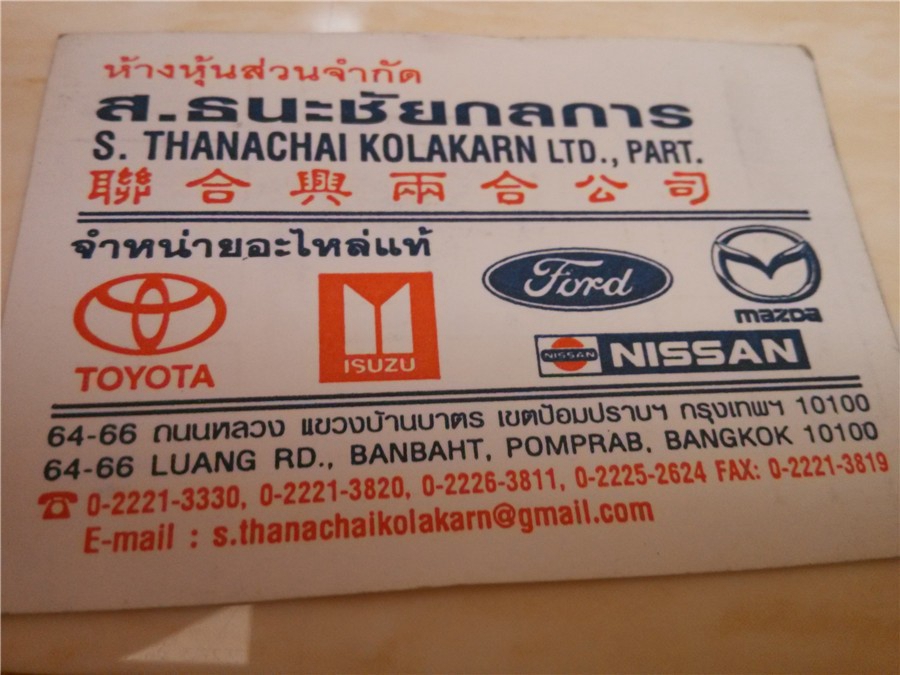 ห้างหุ้นส่วนจำกัด
ส.ธนะชัยกลการ
S. THANACHAI KOLAKARN LTD., PART.
聯合興兩合公司
จำหน่ายอะไหล่แท้
TOYOTA
ISUZU
Ford
mazda
NISSAN NISSAN
64-66 ถนนหลวง แขวงบ้านบาตร เขตป้อมปราบฯ กรุงเทพฯ 10100
64-66 LUANG RD., BANBAHT, POMPRAB, BANGKOK 10100
☎ 0-2221-3330, 0-2221-3820, 0-2226-3811, 0-2225-2624 FAX: 0-2221-3819
E-mail : s.thanachaikolakarn@gmail.com